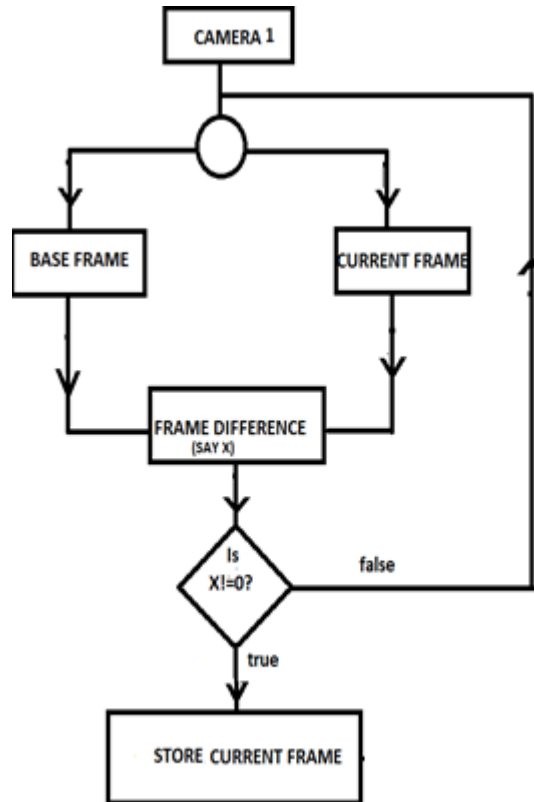 CAMERA 1
BASE FRAME
CURRENT FRAME
FRAME DIFFERENCE
(SAY X)
Is
X!=0?
false
true
STORE CURRENT FRAME